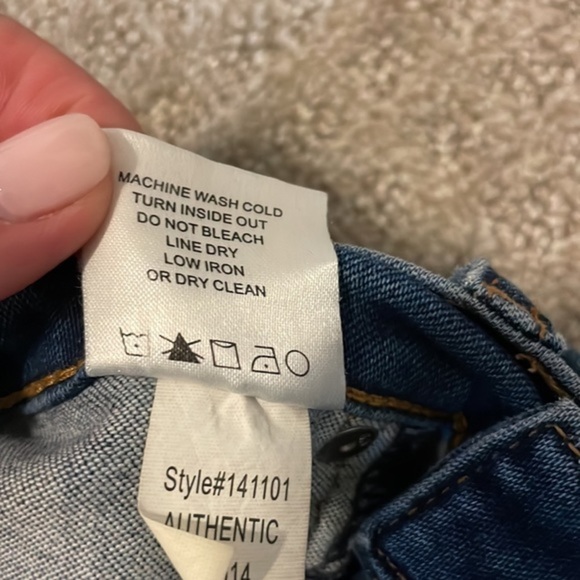 MACHINE WASH COLD
TURN INSIDE OUT
DO NOT BLEACH
LINE DRY
LOW IRON
OR DRY CLEAN
Style#141101
AUTHENTIC
14